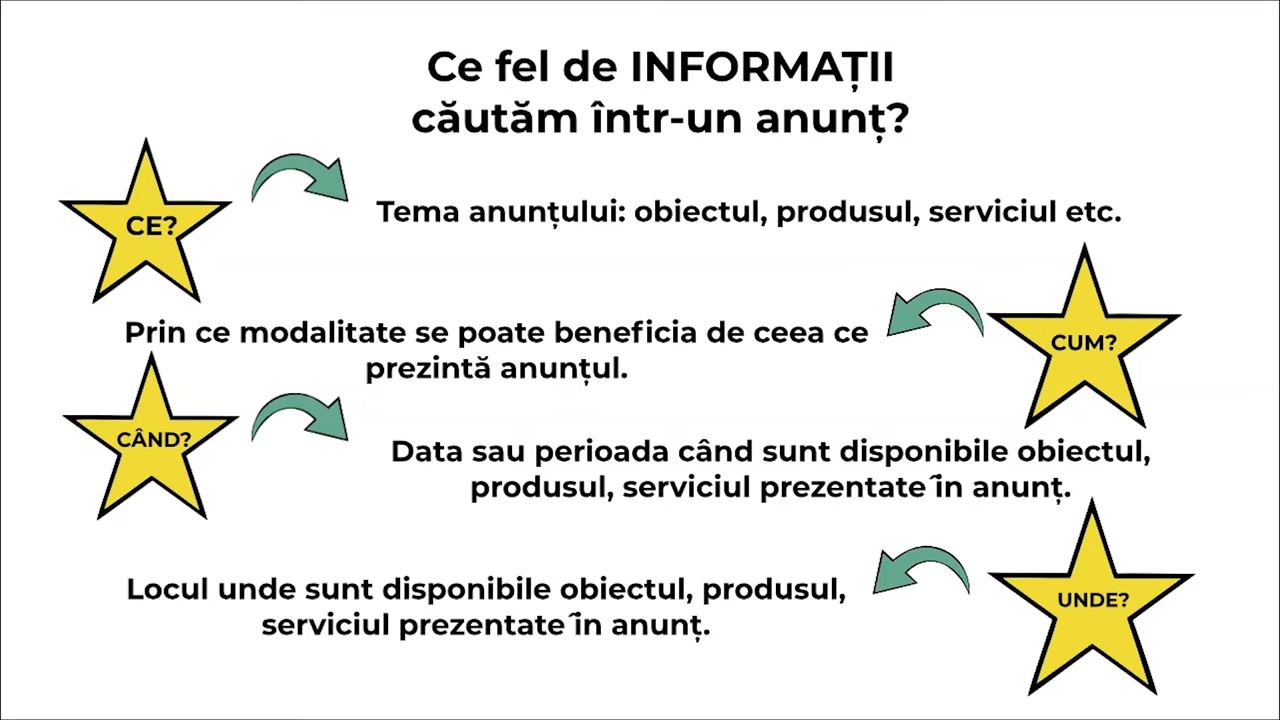 Ce fel de INFORMAȚII
căutăm într-un anunț?
CE?
Tema anunțului: obiectul, produsul, serviciul etc.
CUM?
Prin ce modalitate se poate beneficia de ceea ce
prezintă anunțul.
CÂND?
Data sau perioada când sunt disponibile obiectul,
produsul, serviciul prezentate în anunț.
UNDE?
Locul unde sunt disponibile obiectul, produsul,
serviciul prezentate în anunț.